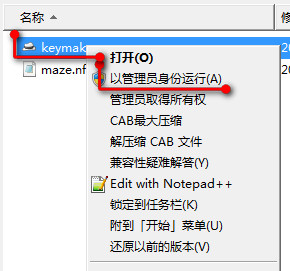 名称
keymak
maze.nf
打开(O)
以管理员身份运行(A)
管理员取得所有权
CAB最大压缩
解压缩 CAB 文件
兼容性疑难解答(Y)
Edit with Notepad++
锁定到任务栏(K)
附到「开始」菜单(U)
还原以前的版本(V)